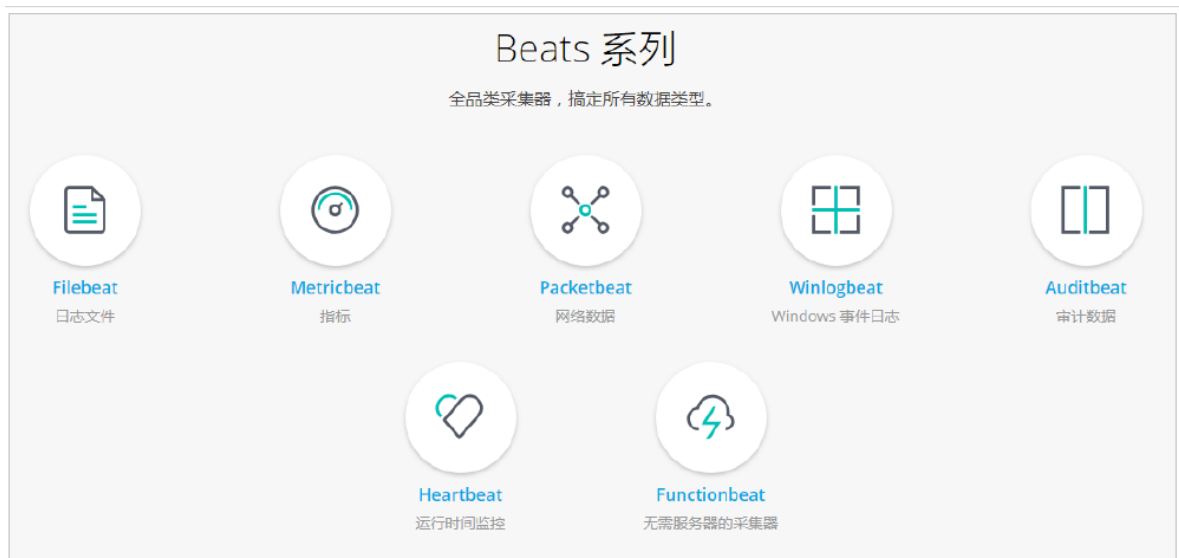 Beats 系列
全品类采集器，搞定所有数据类型。
Filebeat
日志文件
Metricbeat
指标
Packetbeat
网络数据
Winlogbeat
Windows 事件日志
Auditbeat
审计数据
Heartbeat
运行时间监控
Functionbeat
无需服务器的采集器